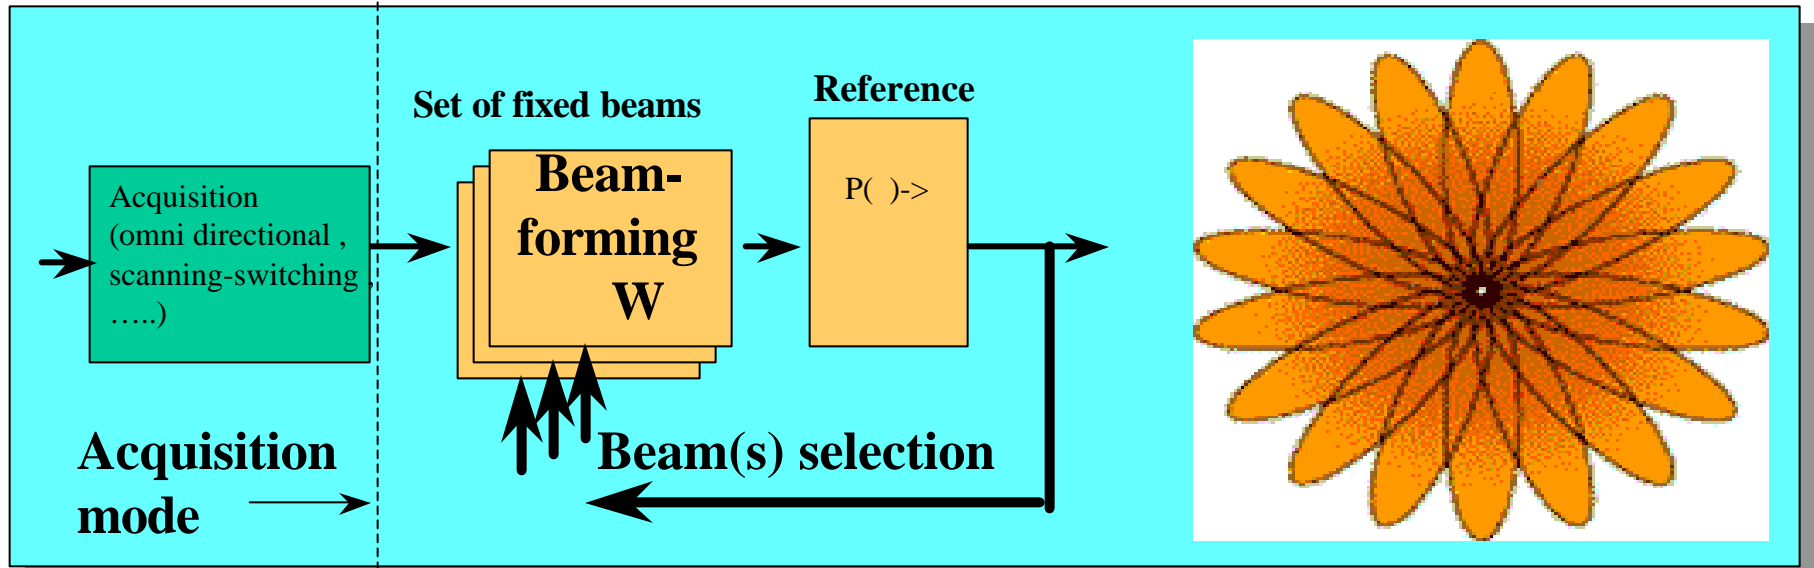 Set of fixed beams
Reference
Acquisition
(omni directional ,
scanning-switching ,
…..)
Beam-
forming
W
P(  )->
Acquisition
mode
Beam(s) selection